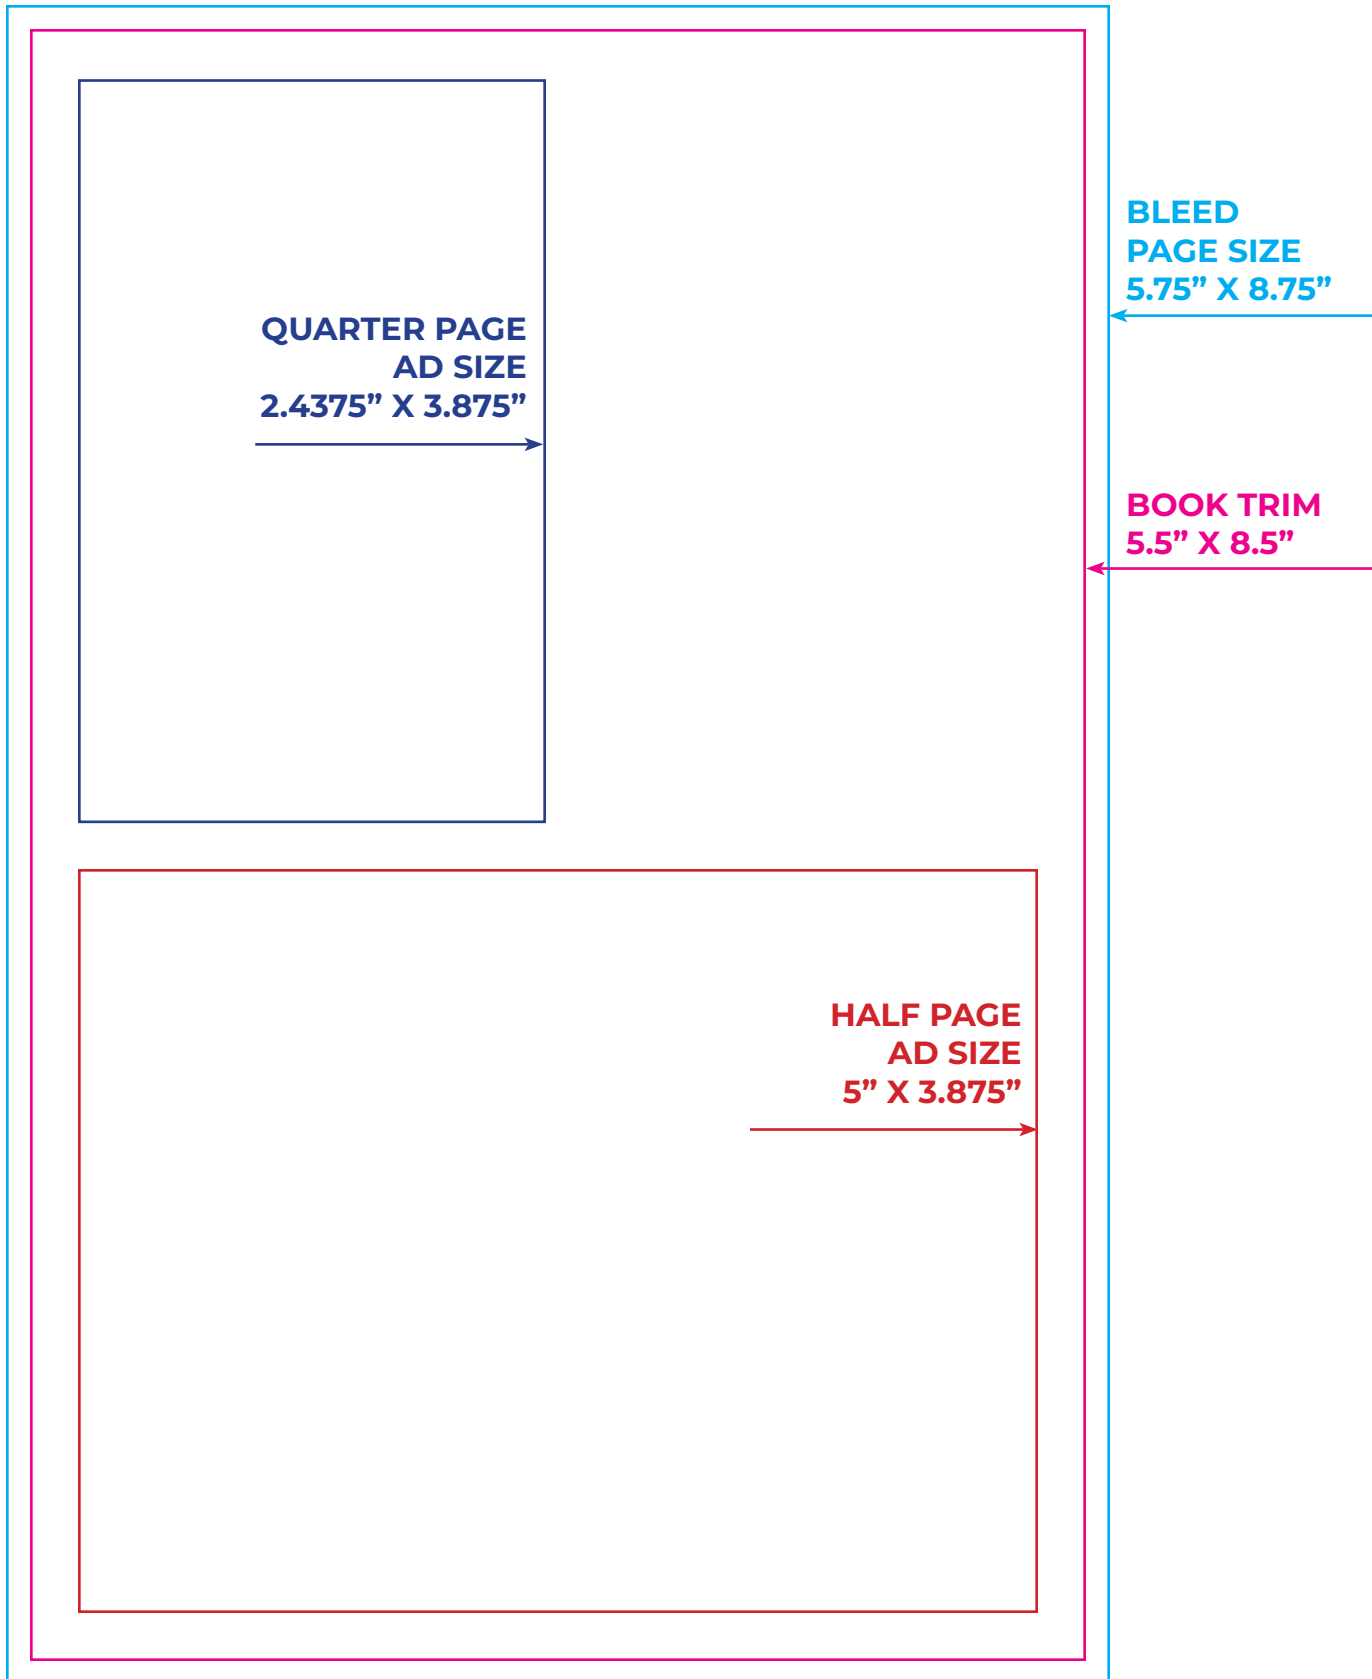 BLEED
PAGE SIZE
5.75” X 8.75”
QUARTER PAGE
AD SIZE
2.4375” X 3.875”
BOOK TRIM
5.5” X 8.5”
HALF PAGE
AD SIZE
5” X 3.875”